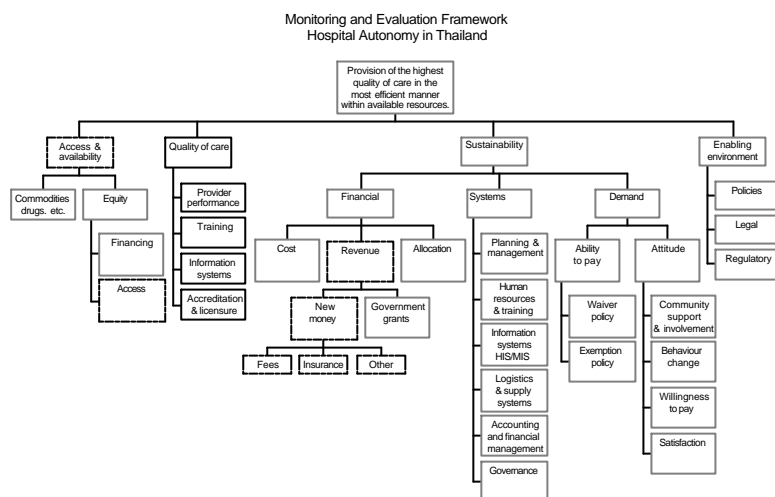 Monitoring and Evaluation Framework
Hospital Autonomy in Thailand
Provision of the highest
quality of care in the
most efficient manner
within available resources.
Access &
availability
Quality of care
Sustainability
Enabling
environment
Commodities
drugs. etc.
Equity
Financing
Access
Provider
performance
Training
Information
systems
Accreditation
& licensure
Financial
Cost
Revenue
Allocation
New
money
Government
grants
Fees
Insurance
Other
Systems
Planning &
management
Human
resources
& training
Information
systems
HIS/MIS
Logistics
& supply
systems
Accounting
and financial
management
Governance
Demand
Ability
to pay
Attitude
Waiver
policy
Exemption
policy
Community
support
& involvement
Behaviour
change
Willingness
to pay
Satisfaction
Policies
Legal
Regulatory